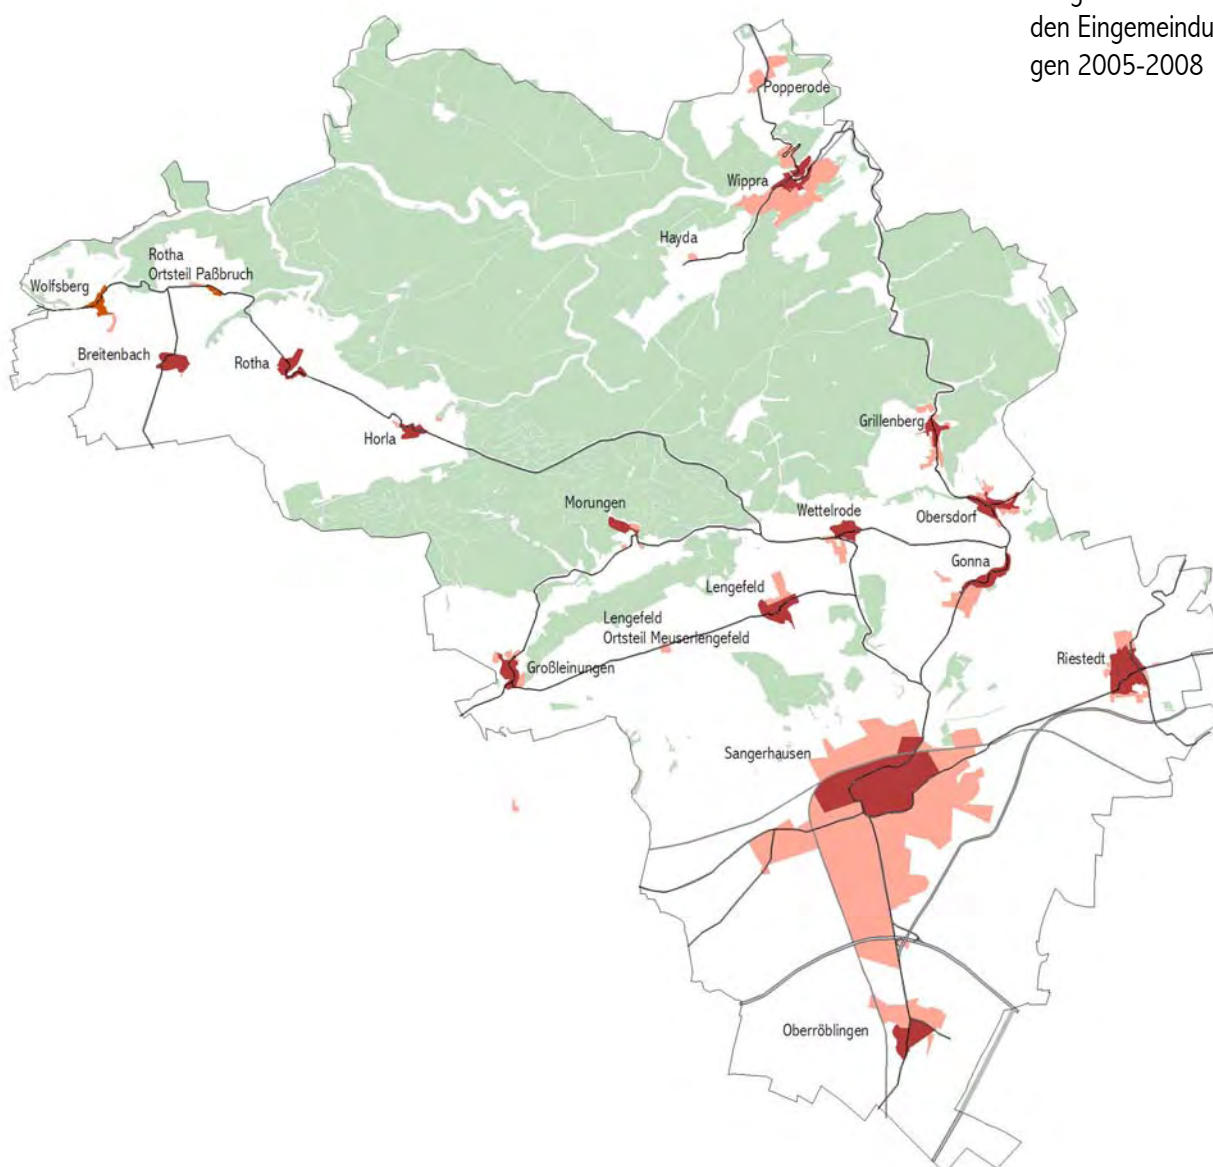 den Eingemeindu
gen 2005-2008
Popperode
Wippra
Hayda
Rotha
Ortsteil Paßbruch
Wolfsberg
Breitenbach
Rotha
Horla
Grillenberg
Morungen
Wettelrode
Obersdorf
Gonna
Lengefeld
Lengefeld
Ortsteil Meuserlengefeld
Großleinungen
Riestedt
Sangerhausen
Oberröblingen